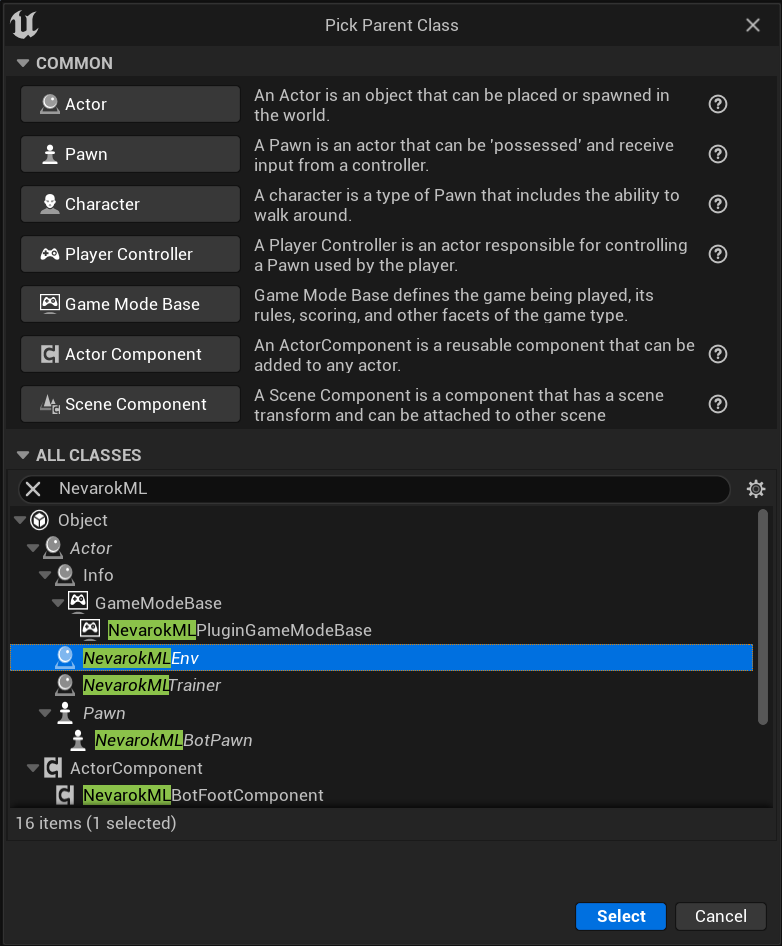 Pick Parent Class
COMMON
Actor
An Actor is an object that can be placed or spawned in
the world.
Pawn
A Pawn is an actor that can be 'possessed' and receive
input from a controller.
Character
A character is a type of Pawn that includes the ability to
walk around.
Player Controller
A Player Controller is an actor responsible for controlling
a Pawn used by the player.
Game Mode Base
Game Mode Base defines the game being played, its
rules, scoring, and other facets of the game type.
Actor Component
An ActorComponent is a reusable component that can be
added to any actor.
Scene Component
A Scene Component is a component that has a scene
transform and can be attached to other scene
ALL CLASSES
NevarokML
Object
Actor
Info
GameModeBase
NevarokMLPluginGameModeBase
NevarokMLEnv
NevarokMLTrainer
Pawn
NevarokMLBotPawn
ActorComponent
NevarokMLBotFootComponent
16 items (1 selected)
Select
Cancel